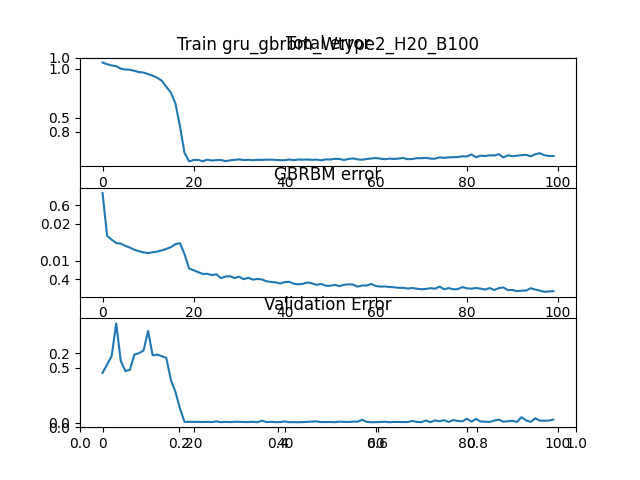 Train gru_gbrbm_Wtype2_H20_B100
Total error
1.0
1.0
0.5
0.8
0 20 40 60 80 100
GBRBM error
0.6
0.02
0.01
0.4
0 20 40 60 80 100
Validation Error
0.2
0.5
0.0
0.0
0.0 0 0.2 20 0.4 40 0.6 60 0.8 80 100 1.0